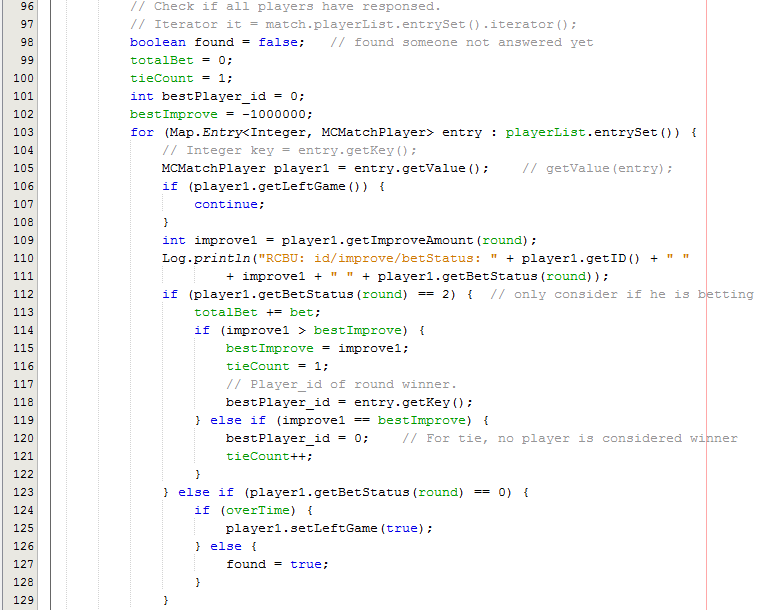 96 // Check if all players have responsed.
97 // Iterator it = match.playerList.entrySet().iterator();
98 boolean found = false;   // found someone not answered yet
99 totalBet = 0;
100 tieCount = 1;
101 int bestPlayer_id = 0;
102 bestImprove = -1000000;
103 for (Map.Entry<Integer, MCMatchPlayer> entry : playerList.entrySet()) {
104 // Integer key = entry.getKey();
105 MCMatchPlayer player1 = entry.getValue();    // getValue(entry);
106 if (player1.getLeftGame()) {
107 continue;
108 }
109 int improve1 = player1.getImproveAmount(round);
110 Log.println("RCBU: id/improve/betStatus: " + player1.getID() + " "
111 + improve1 + " " + player1.getBetStatus(round));
112 if (player1.getBetStatus(round) == 2) {  // only consider if he is betting
113 totalBet += bet;
114 if (improve1 > bestImprove) {
115 bestImprove = improve1;
116 tieCount = 1;
117 // Player_id of round winner.
118 bestPlayer_id = entry.getKey();
119 } else if (improve1 == bestImprove) {
120 bestPlayer_id = 0;    // For tie, no player is considered winner
121 tieCount++;
122 }
123 } else if (player1.getBetStatus(round) == 0) {
124 if (overTime) {
125 player1.setLeftGame(true);
126 } else {
127 found = true;
128 }
129 }